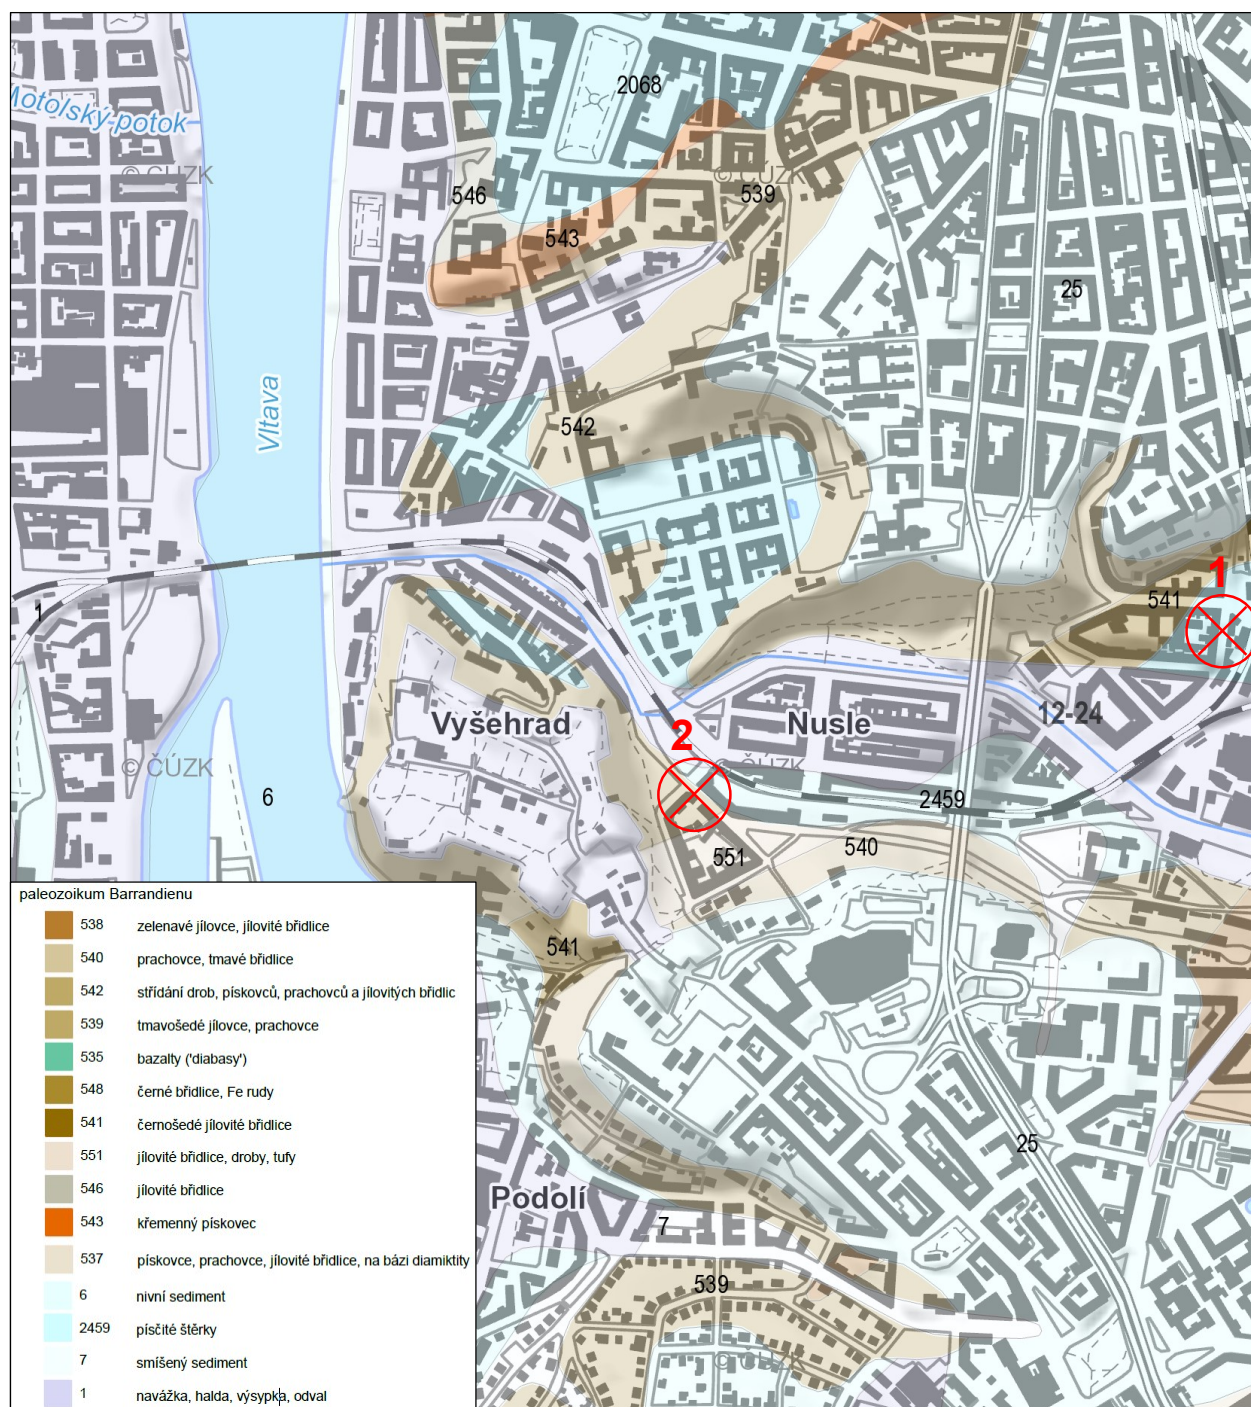 2068
Motolský potok
© ČÚZK
© ČÚZK
546
539
543
25
Vltava
542
1
1
541
Vyšehrad
Nusle
12-24
2
© ČÚZK
© ČÚZK
6
2459
551
540
541
paleozoikum Barrandienu
538 zelenavé jílovce, jílovité břidlice
540 prachovce, tmavé břidlice
542 střídání drob, pískovců, prachovců a jílovitých břidlic
539 tmavošedé jílovce, prachovce
535 bazalty ('diabasy')
548 černé břidlice, Fe rudy
541 černošedé jílovité břidlice
551 jílovité břidlice, droby, tufy
546 jílovité břidlice
543 křemenný pískovec
537 pískovce, prachovce, jílovité břidlice, na bázi diamiktity
6 nivní sediment
2459 písčité štěrky
7 smíšený sediment
1 navážka, halda, výsypka, odval
25
Podolí
7
539
© ČÚZK